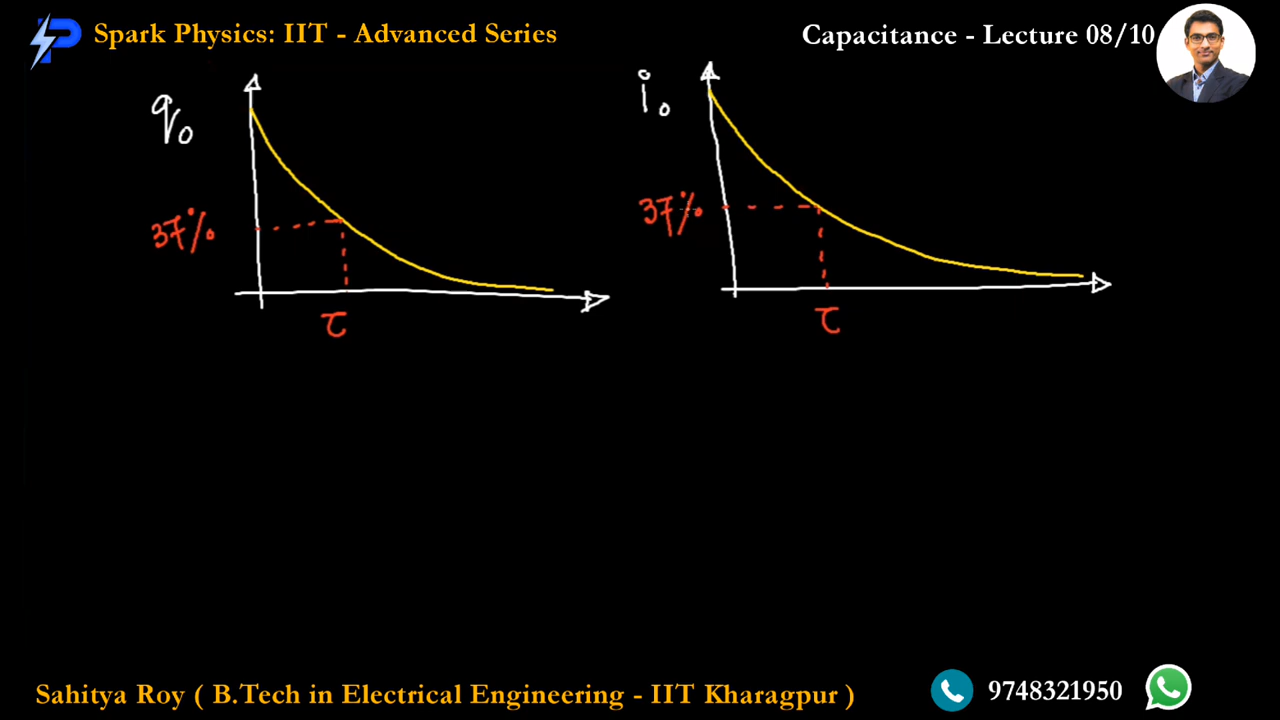 Spark Physics: IIT - Advanced Series
Capacitance - Lecture 08/10
q₀
i₀
37%
37%
τ
τ
Sahitya Roy ( B.Tech in Electrical Engineering - IIT Kharagpur )
9748321950